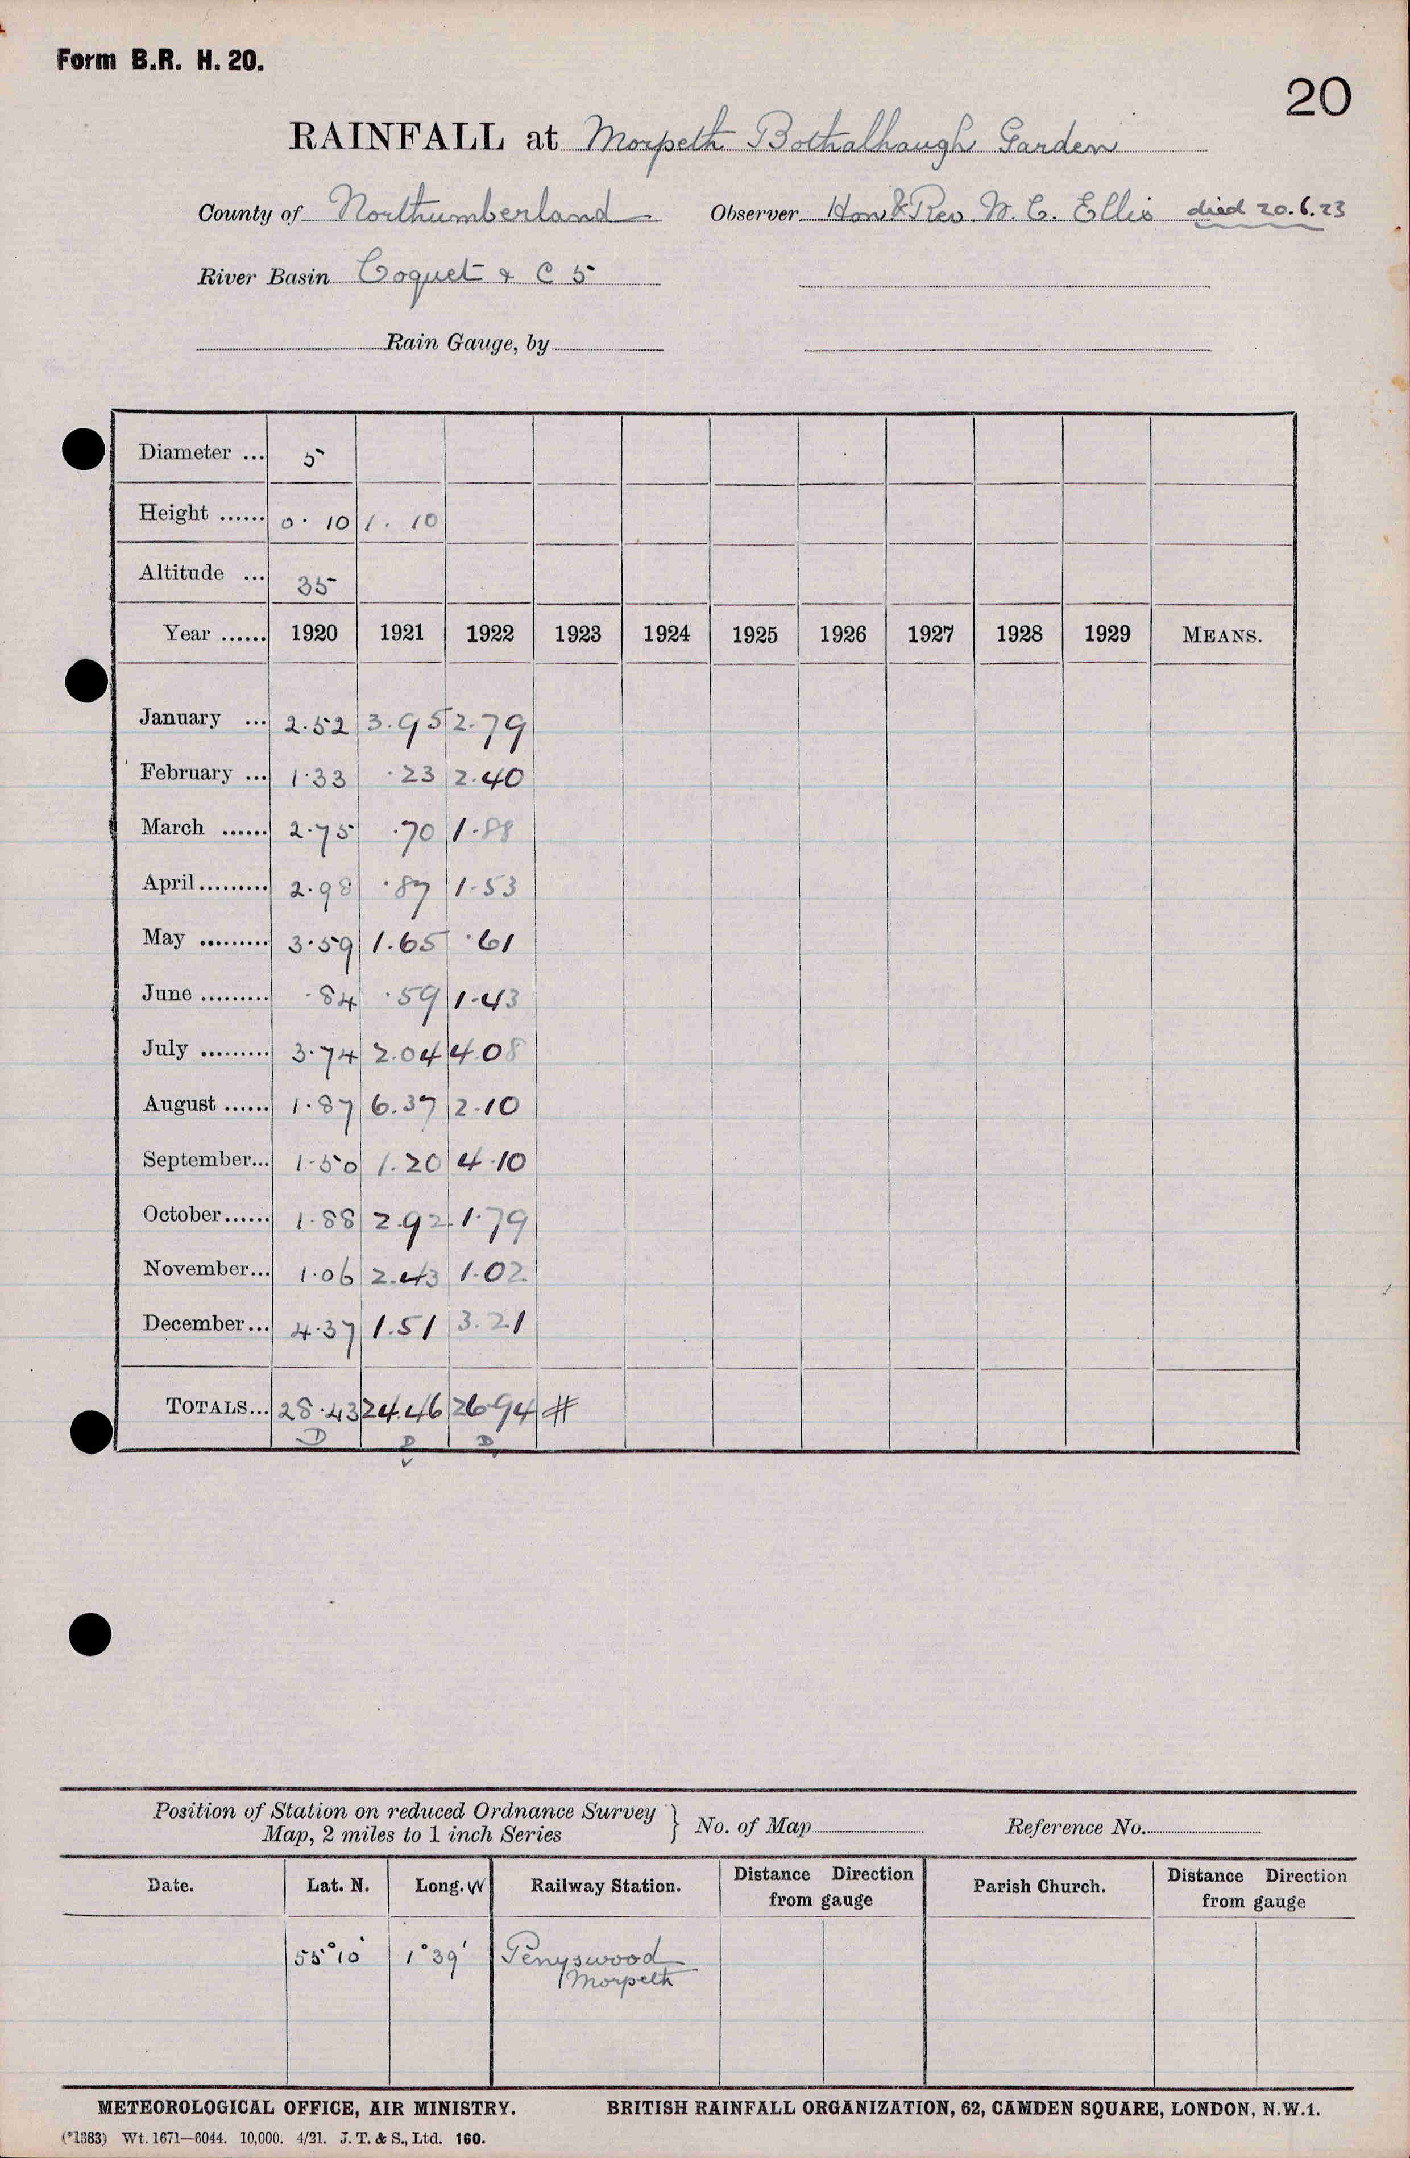 Form B.R. H. 20.
20
RAINFALL at Morpeth Bothalhaugh Garden
County of Northumberland Observer Hon & Rev W. C. Ellis died 20.6.23
River Basin Coquet & C 5
Rain Gauge, by
Diameter ... 5
Height ...... 0. 10 1. 10
Altitude ... 35
Year ...... 1920 1921 1922 1923 1924 1925 1926 1927 1928 1929 MEANS.
January ... 2.52 3.95 2.79
February ... 1.33 .23 2.40
March ...... 2.75 .70 1.88
April ......... 2.98 .87 1.53
May ......... 3.59 1.65 .61
June ......... .84 .59 1.43
July ......... 3.74 2.04 4.08
August ...... 1.87 6.37 2.10
September... 1.50 1.20 4.10
October...... 1.88 2.92 1.79
November... 1.06 2.43 1.02
December... 4.37 1.51 3.21
TOTALS... 28.43 24.46 26.94 #
D D D
Position of Station on reduced Ordnance Survey
Map, 2 miles to 1 inch Series } No. of Map Reference No.
Date. Lat. N. Long. W Railway Station. Distance Direction from gauge Parish Church. Distance Direction from gauge
55°10' 1°39' Penyswood
Morpeth
METEOROLOGICAL OFFICE, AIR MINISTRY. BRITISH RAINFALL ORGANIZATION, 62, CAMDEN SQUARE, LONDON, N.W.1.
(*1383) Wt. 1671—6044. 10,000. 4/21. J. T. & S., Ltd. 160.